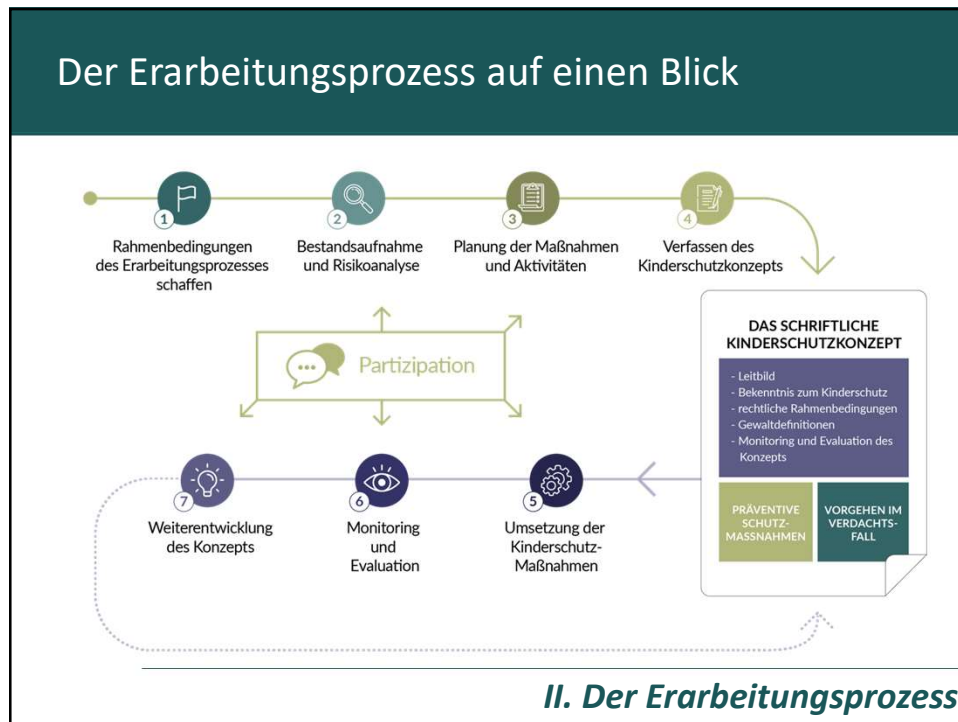 Der Erarbeitungsprozess auf einen Blick
1
Rahmenbedingungen
des Erarbeitungsprozesses
schaffen
2
Bestandsaufnahme
und Risikoanalyse
3
Planung der Maßnahmen
und Aktivitäten
4
Verfassen des
Kinderschutzkonzepts
Partizipation
DAS SCHRIFTLICHE
KINDERSCHUTZKONZEPT
- Leitbild
- Bekenntnis zum Kinderschutz
- rechtliche Rahmenbedingungen
- Gewaltdefinitionen
- Monitoring und Evaluation des
Konzepts
PRÄVENTIVE
SCHUTZ-
MASSNAHMEN
VORGEHEN IM
VERDACHTS-
FALL
7
Weiterentwicklung
des Konzepts
6
Monitoring
und
Evaluation
5
Umsetzung der
Kinderschutz-
Maßnahmen
II. Der Erarbeitungsprozess